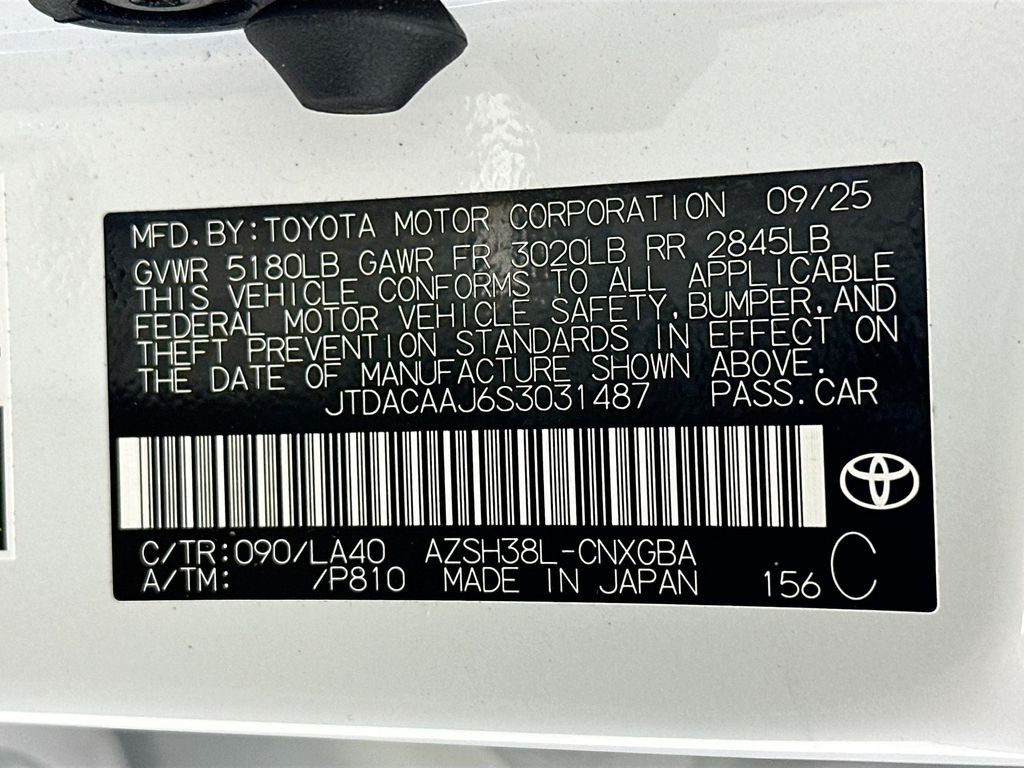 MFD.BY:TOYOTA MOTOR CORPORATION 09/25
GVWR 5180LB GAWR FR 3020LB RR 2845LB
THIS VEHICLE CONFORMS TO ALL APPLICABLE
FEDERAL MOTOR VEHICLE SAFETY,BUMPER,AND
THEFT PREVENTION STANDARDS IN EFFECT ON
THE DATE OF MANUFACTURE SHOWN ABOVE.
JTDACAAJ6S3031487 PASS.CAR
C/TR:090/LA40 AZSH38L-CNXGBA
A/TM: /P810 MADE IN JAPAN 156 C